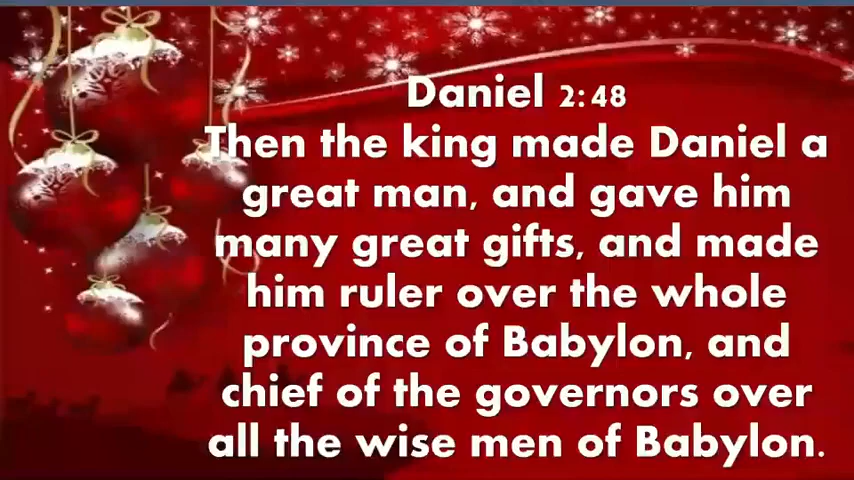 Daniel 2:48
Then the king made Daniel a
great man, and gave him
many great gifts, and made
him ruler over the whole
province of Babylon, and
chief of the governors over
all the wise men of Babylon.